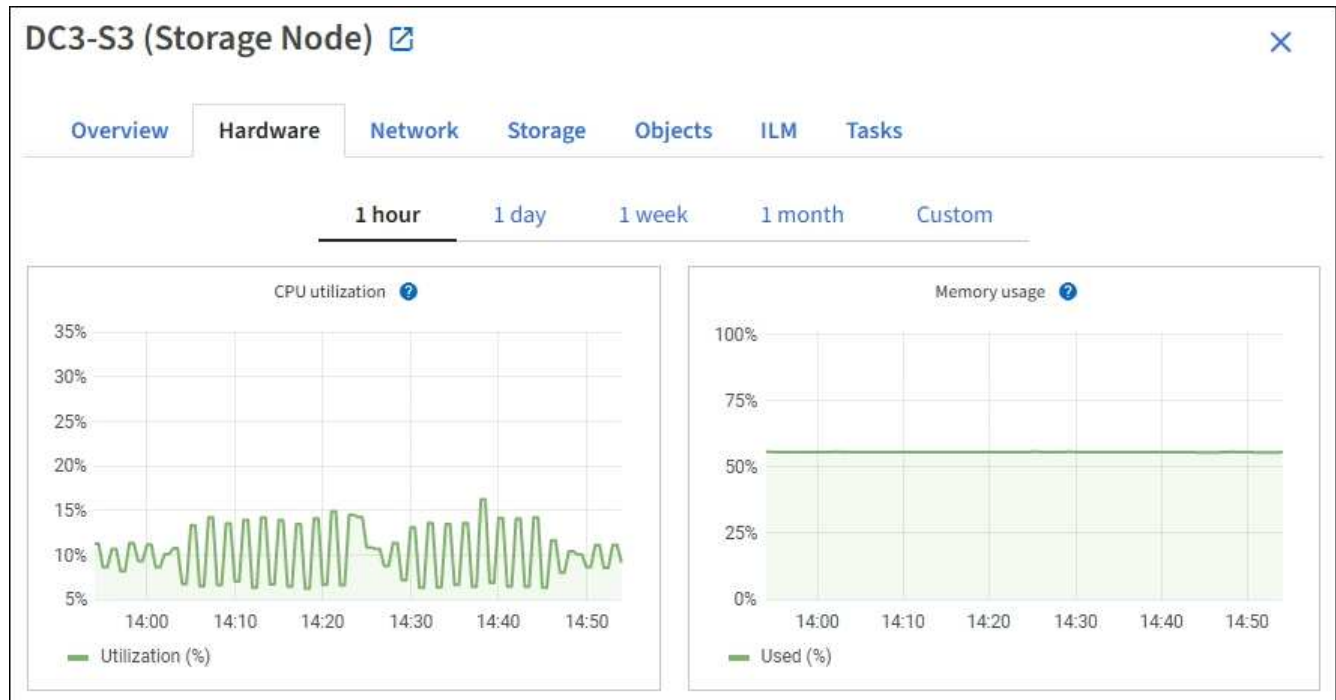 DC3-S3 (Storage Node)
Overview Hardware Network Storage Objects ILM Tasks
1 hour 1 day 1 week 1 month Custom
CPU utilization ?
35%
30%
25%
20%
15%
10%
5%
14:00 14:10 14:20 14:30 14:40 14:50
Utilization (%)
Memory usage ?
100%
75%
50%
25%
0%
14:00 14:10 14:20 14:30 14:40 14:50
Used (%)